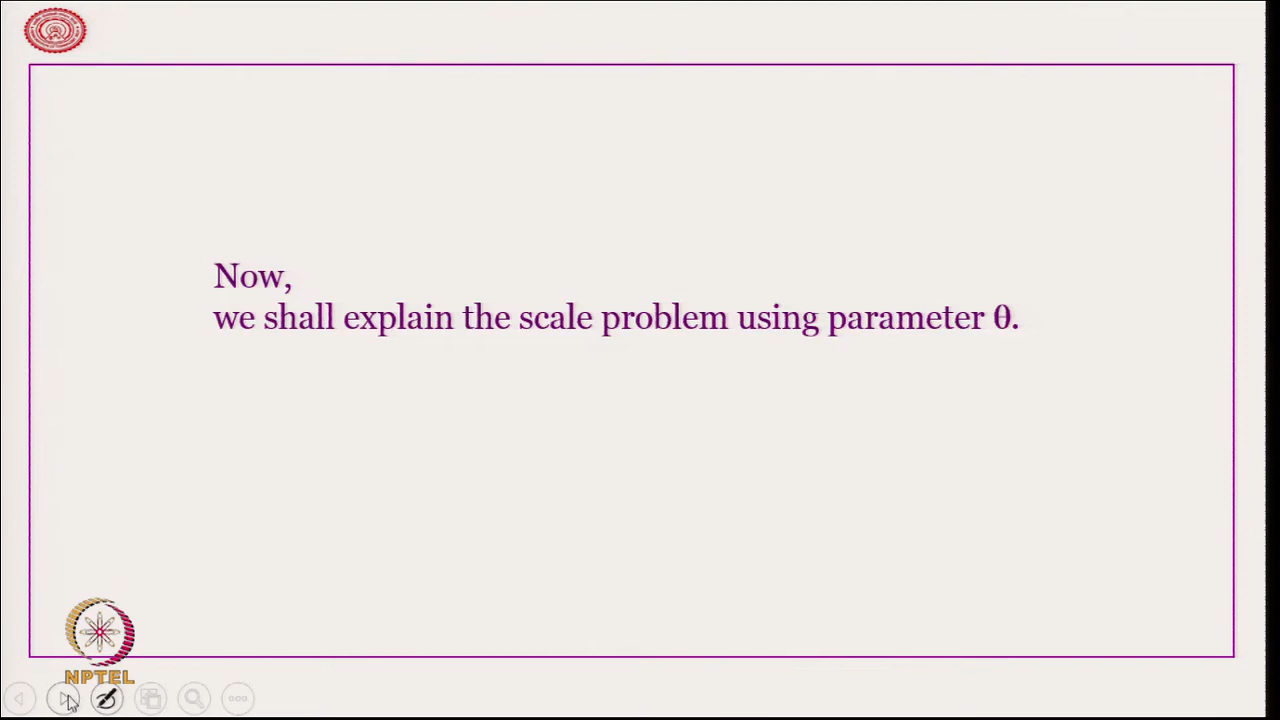 Now,
we shall explain the scale problem using parameter θ.
NPTEL